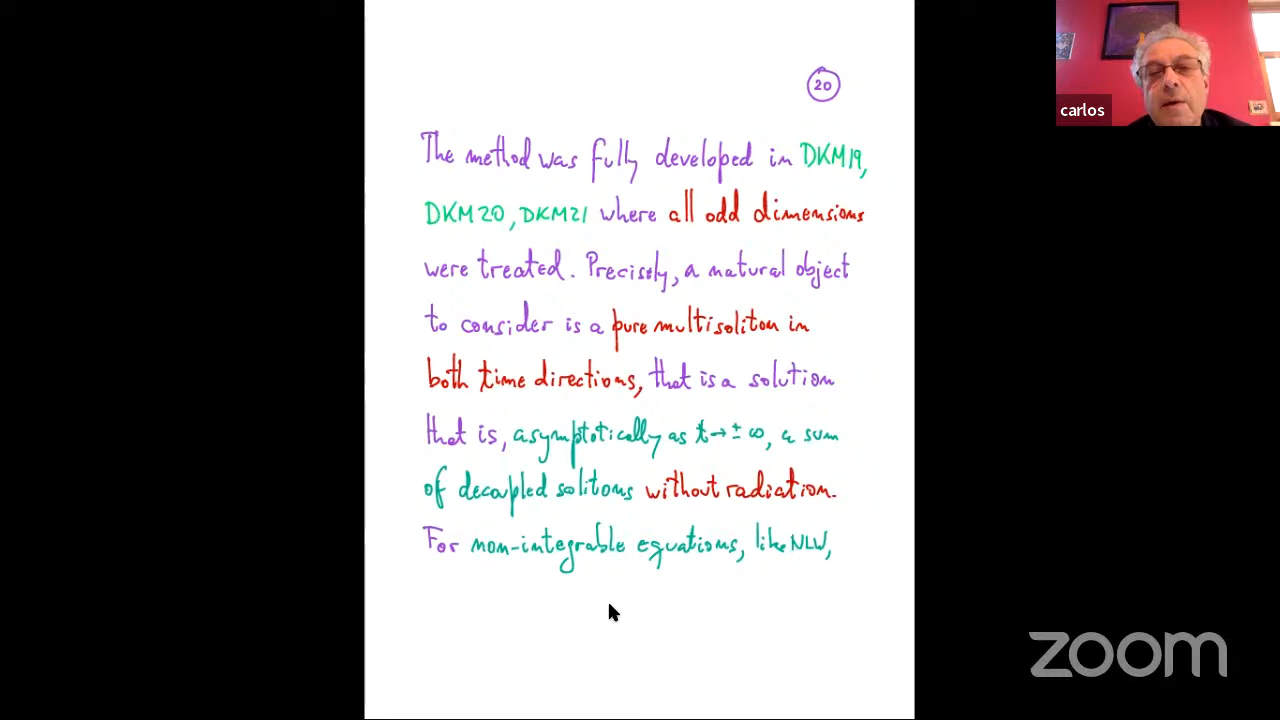 20
The method was fully developed in DKM19,
DKM20, DKM21 where all odd dimensions
were treated. Precisely, a natural object
to consider is a pure multisoliton in
both time directions, that is a solution
that is, asymptotically as t→±∞, a sum
of decoupled solitons without radiation.
For non-integrable equations, like NLW,
carlos
zoom